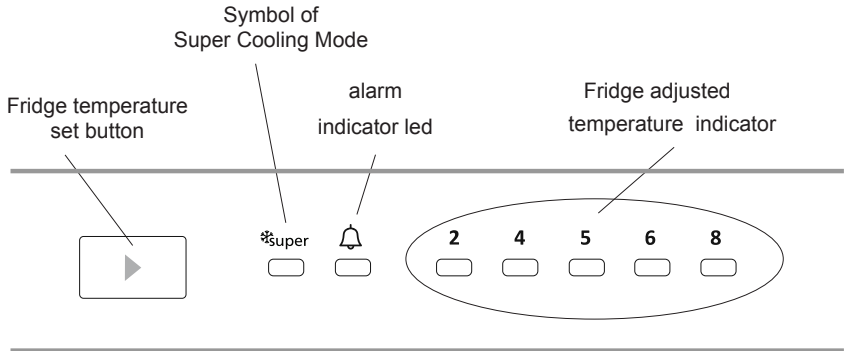 Symbol of
Super Cooling Mode
alarm
indicator led
Fridge adjusted
temperature indicator
Fridge temperature
set button
super
2 4 5 6 8